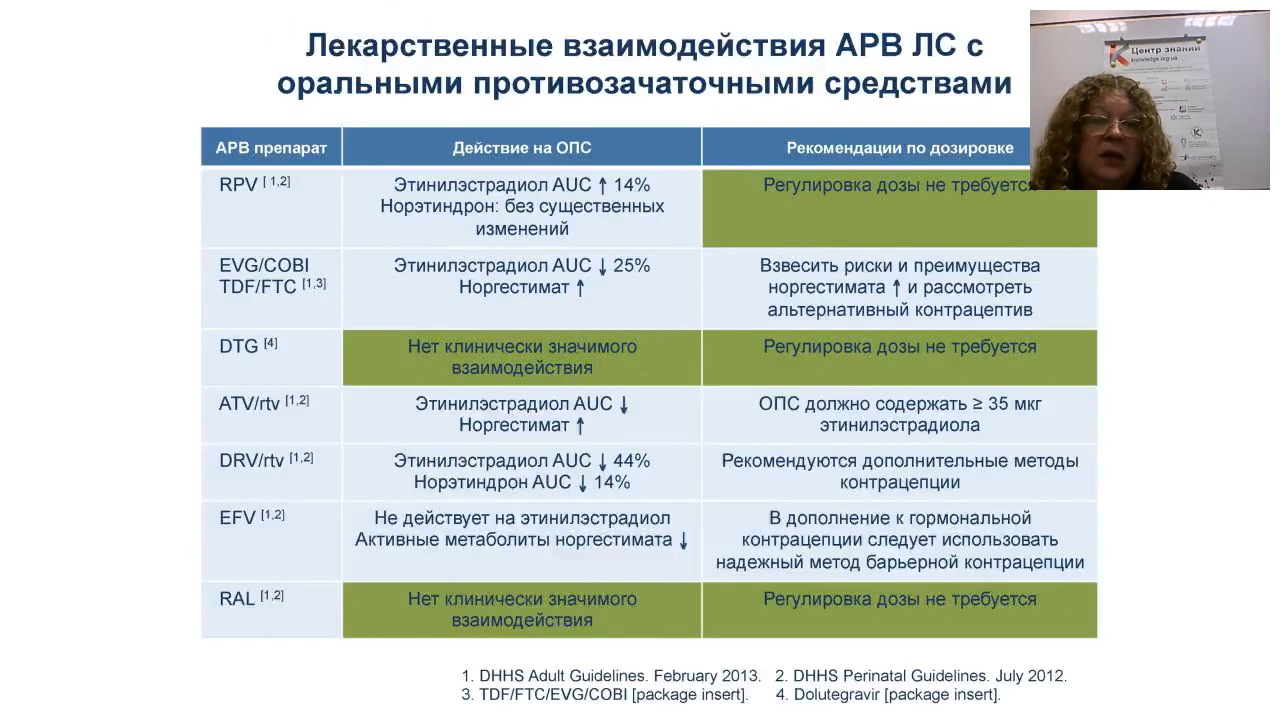 Лекарственные взаимодействия АРВ ЛС с
оральными противозачаточными средствами
Центр знаний
knowledge.org.ua
АРВ препарат
Действие на ОПС
Рекомендации по дозировке
RPV [ 1,2]
Этинилэстрадиол AUC ↑ 14%
Норэтиндрон: без существенных
изменений
Регулировка дозы не требуется
EVG/COBI
TDF/FTC [1,3]
Этинилэстрадиол AUC ↓ 25%
Норгестимат ↑
Взвесить риски и преимущества
норгестимата ↑ и рассмотреть
альтернативный контрацептив
DTG [4]
Нет клинически значимого
взаимодействия
Регулировка дозы не требуется
ATV/rtv [1,2]
Этинилэстрадиол AUC ↓
Норгестимат ↑
ОПС должно содержать ≥ 35 мкг
этинилэстрадиола
DRV/rtv [1,2]
Этинилэстрадиол AUC ↓ 44%
Норэтиндрон AUC ↓ 14%
Рекомендуются дополнительные методы
контрацепции
EFV [1,2]
Не действует на этинилэстрадиол
Активные метаболиты норгестимата ↓
В дополнение к гормональной
контрацепции следует использовать
надежный метод барьерной контрацепции
RAL [1,2]
Нет клинически значимого
взаимодействия
Регулировка дозы не требуется
1. DHHS Adult Guidelines. February 2013. 2. DHHS Perinatal Guidelines. July 2012.
3. TDF/FTC/EVG/COBI [package insert]. 4. Dolutegravir [package insert].